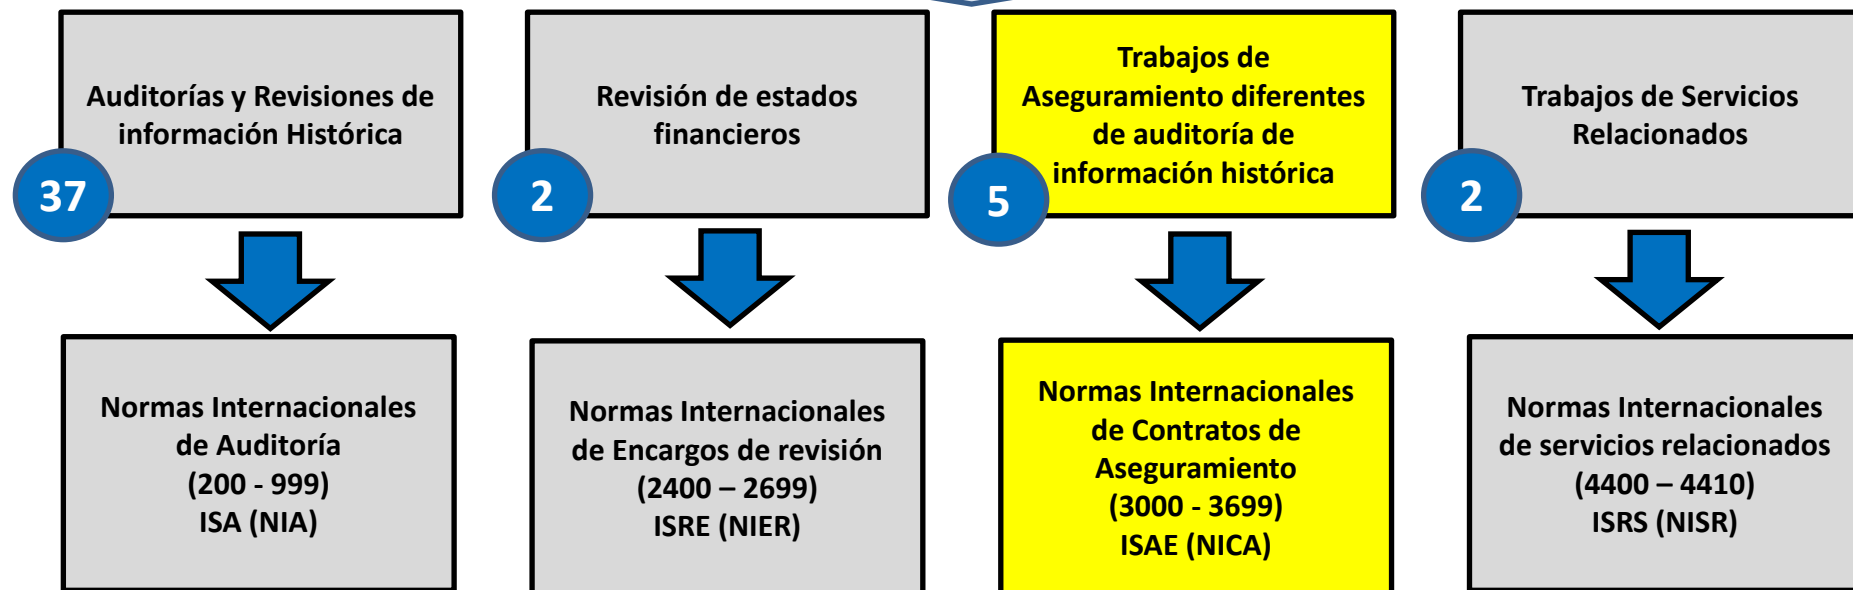 Auditorías y Revisiones de
información Histórica
37
Revisión de estados
financieros
2
Trabajos de
Aseguramiento diferentes
de auditoría de
información histórica
5
Trabajos de Servicios
Relacionados
2
Normas Internacionales
de Auditoría
(200 - 999)
ISA (NIA)
Normas Internacionales
de Encargos de revisión
(2400 – 2699)
ISRE (NIER)
Normas Internacionales
de Contratos de
Aseguramiento
(3000 - 3699)
ISAE (NICA)
Normas Internacionales
de servicios relacionados
(4400 – 4410)
ISRS (NISR)